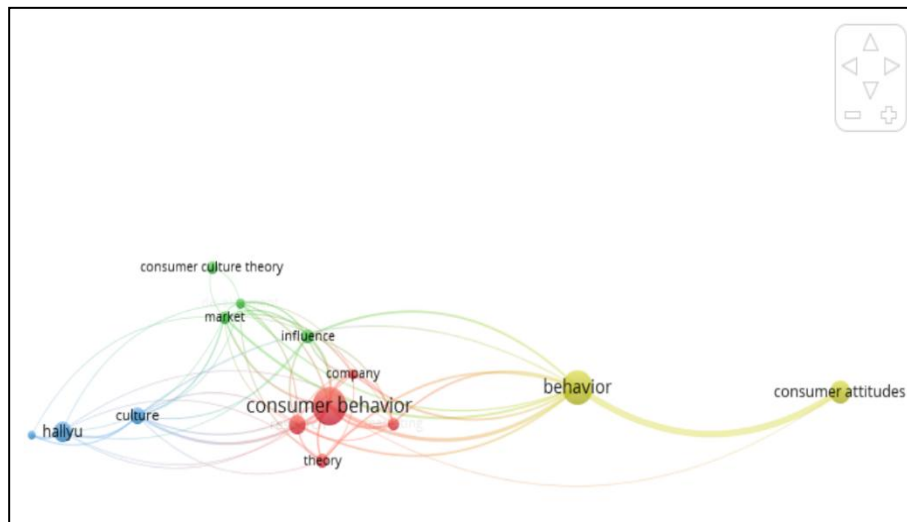 consumer culture theory
market
influence
company
behavior
consumer attitudes
consumer behavior
culture
hallyu
theory